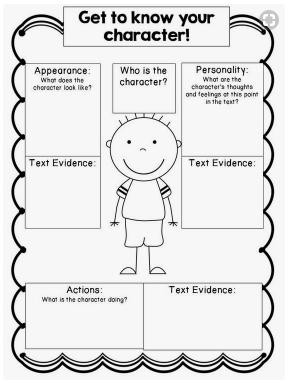 Get to know your
character!
Appearance:
What does the
character look like?
Who is the
character?
Personality:
What are the
character's thoughts
and feelings at this point
in the text?
Text Evidence:
Text Evidence:
Actions:
What is the character doing?
Text Evidence: